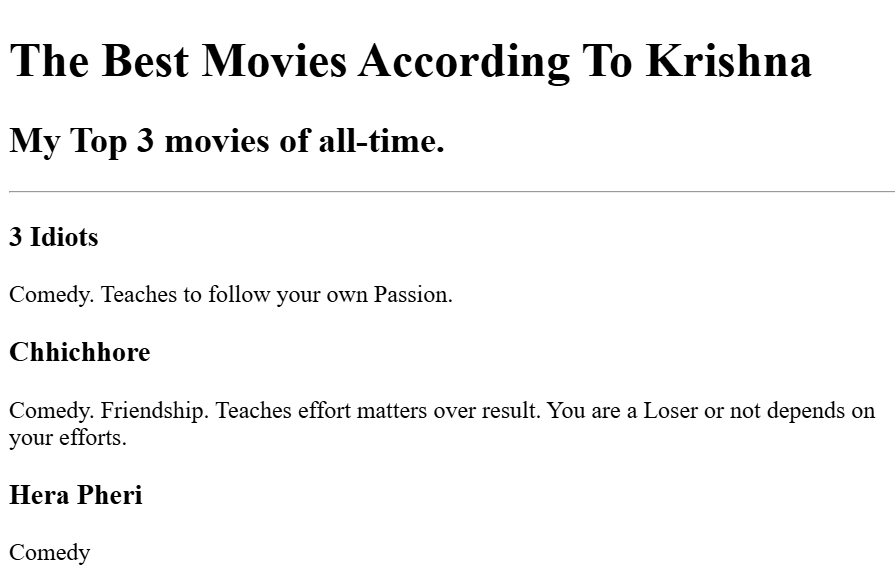 The Best Movies According To Krishna
My Top 3 movies of all-time.
3 Idiots
Comedy. Teaches to follow your own Passion.
Chhichhore
Comedy. Friendship. Teaches effort matters over result. You are a Loser or not depends on
your efforts.
Hera Pheri
Comedy